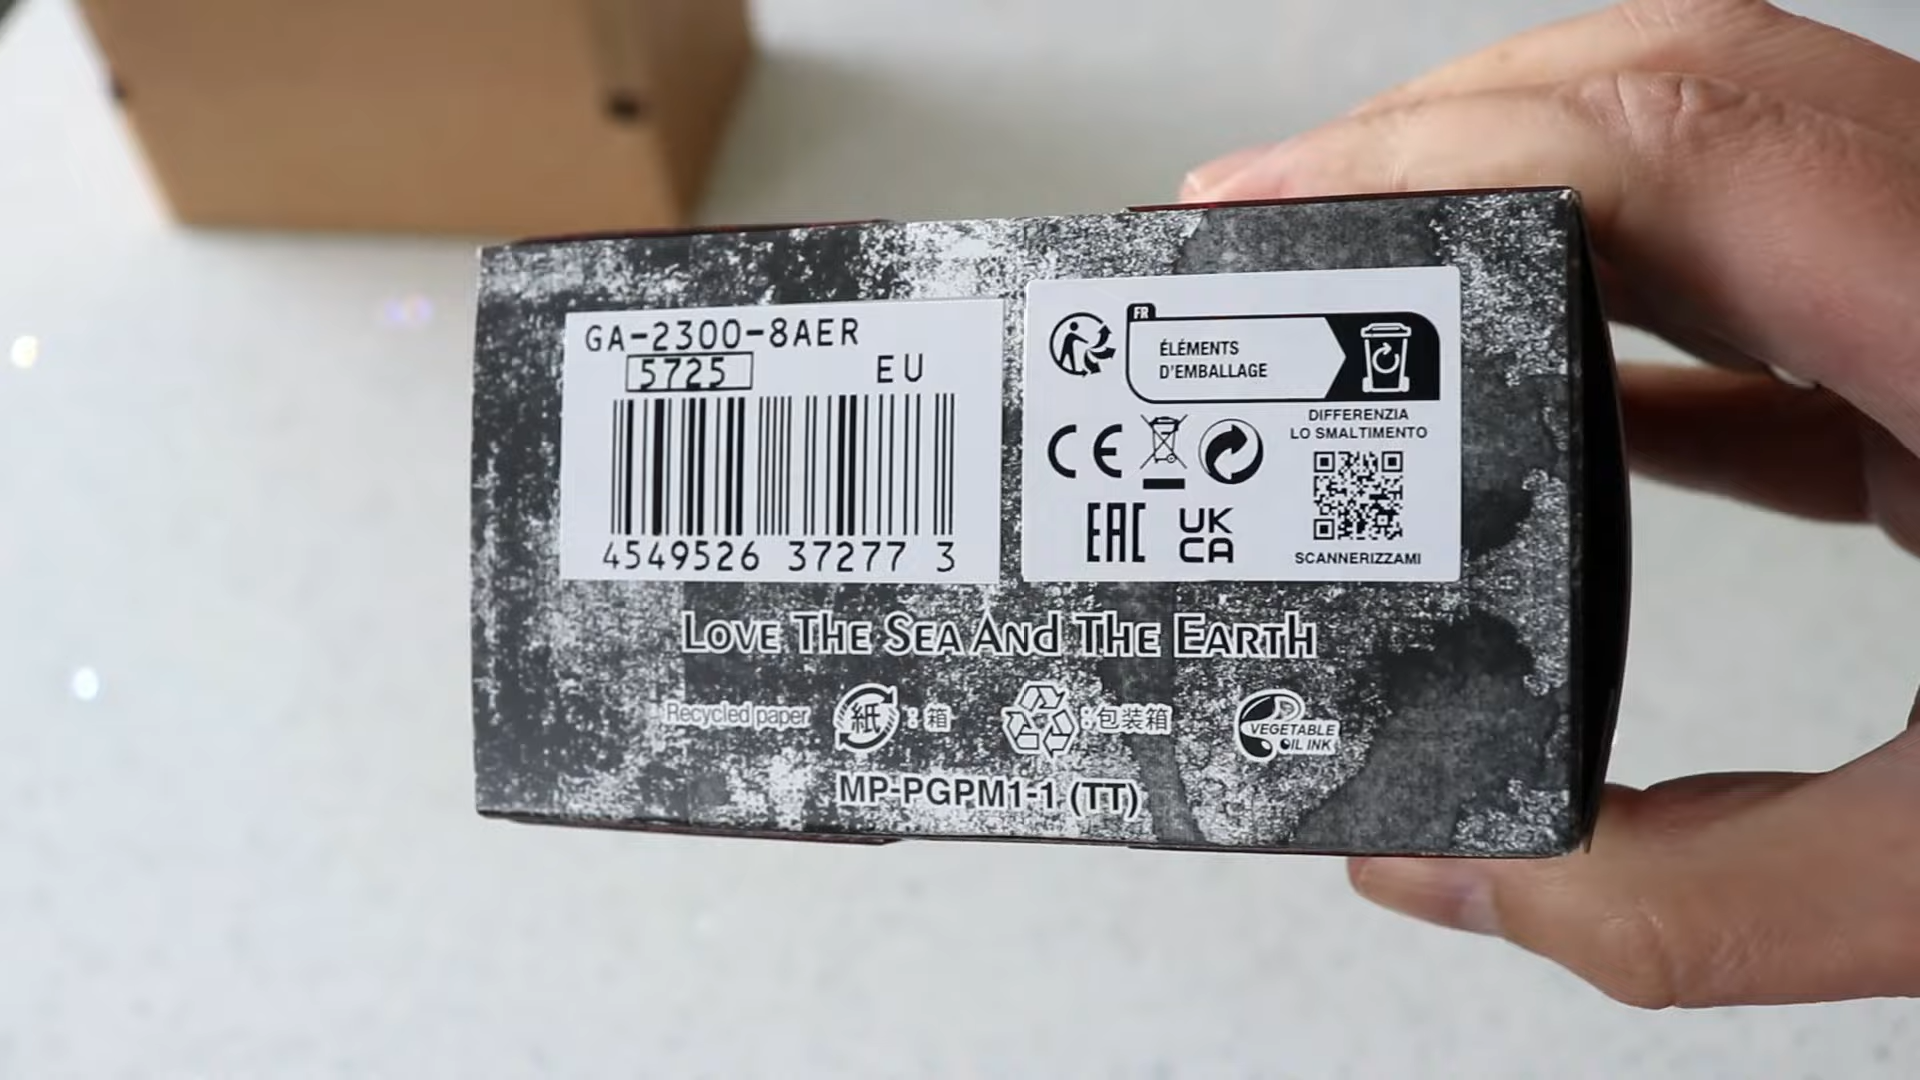 GA-2300-8AER
5725
EU
4549526 37277 3
FR
ÉLÉMENTS
D'EMBALLAGE
DIFFERENZIA
LO SMALTIMENTO
CE
EAC
UK
CA
SCANNERIZZAMI
LOVE THE SEA AND THE EARTH
Recycled paper 紙 : 箱 : 包装箱 VEGETABLE
OIL INK
MP-PGPM1-1 (TT)